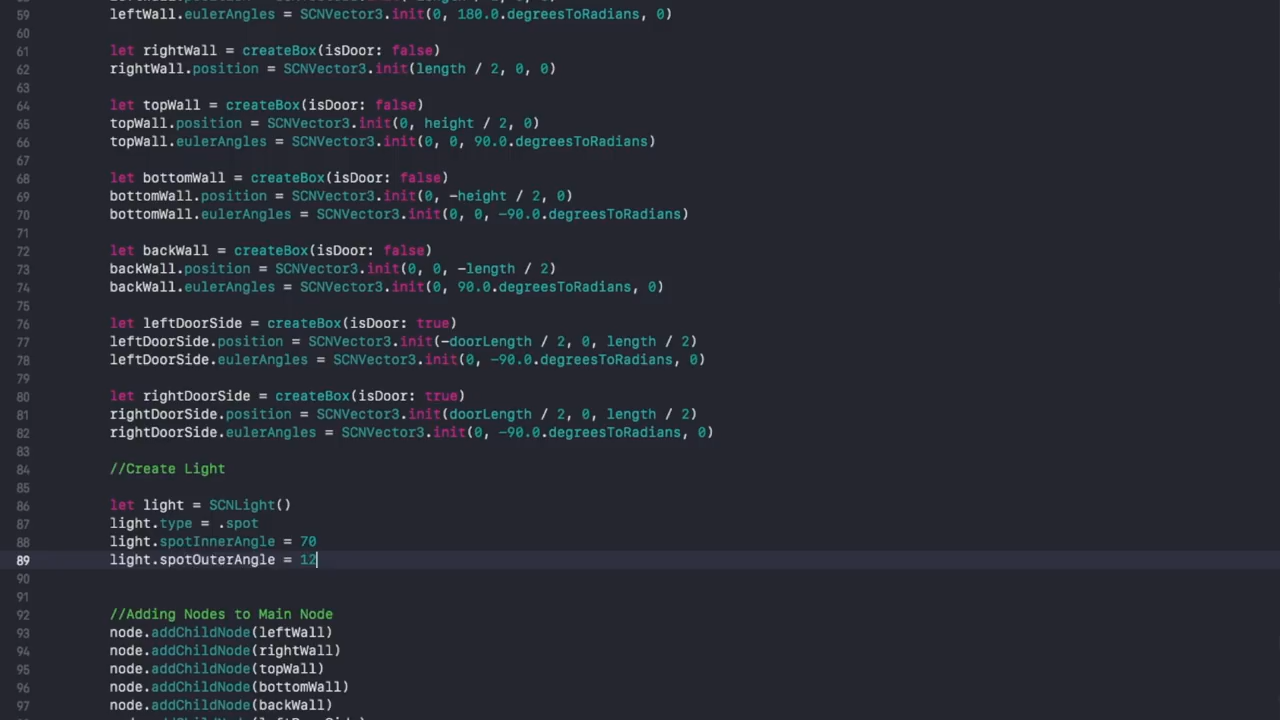 59 leftWall.eulerAngles = SCNVector3.init(0, 180.0.degreesToRadians, 0)
60
61 let rightWall = createBox(isDoor: false)
62 rightWall.position = SCNVector3.init(length / 2, 0, 0)
63
64 let topWall = createBox(isDoor: false)
65 topWall.position = SCNVector3.init(0, height / 2, 0)
66 topWall.eulerAngles = SCNVector3.init(0, 0, 90.0.degreesToRadians)
67
68 let bottomWall = createBox(isDoor: false)
69 bottomWall.position = SCNVector3.init(0, -height / 2, 0)
70 bottomWall.eulerAngles = SCNVector3.init(0, 0, -90.0.degreesToRadians)
71
72 let backWall = createBox(isDoor: false)
73 backWall.position = SCNVector3.init(0, 0, -length / 2)
74 backWall.eulerAngles = SCNVector3.init(0, 90.0.degreesToRadians, 0)
75
76 let leftDoorSide = createBox(isDoor: true)
77 leftDoorSide.position = SCNVector3.init(-doorLength / 2, 0, length / 2)
78 leftDoorSide.eulerAngles = SCNVector3.init(0, -90.0.degreesToRadians, 0)
79
80 let rightDoorSide = createBox(isDoor: true)
81 rightDoorSide.position = SCNVector3.init(doorLength / 2, 0, length / 2)
82 rightDoorSide.eulerAngles = SCNVector3.init(0, -90.0.degreesToRadians, 0)
83
84 //Create Light
85
86 let light = SCNLight()
87 light.type = .spot
88 light.spotInnerAngle = 70
89 light.spotOuterAngle = 12
90
91
92 //Adding Nodes to Main Node
93 node.addChildNode(leftWall)
94 node.addChildNode(rightWall)
95 node.addChildNode(topWall)
96 node.addChildNode(bottomWall)
97 node.addChildNode(backWall)